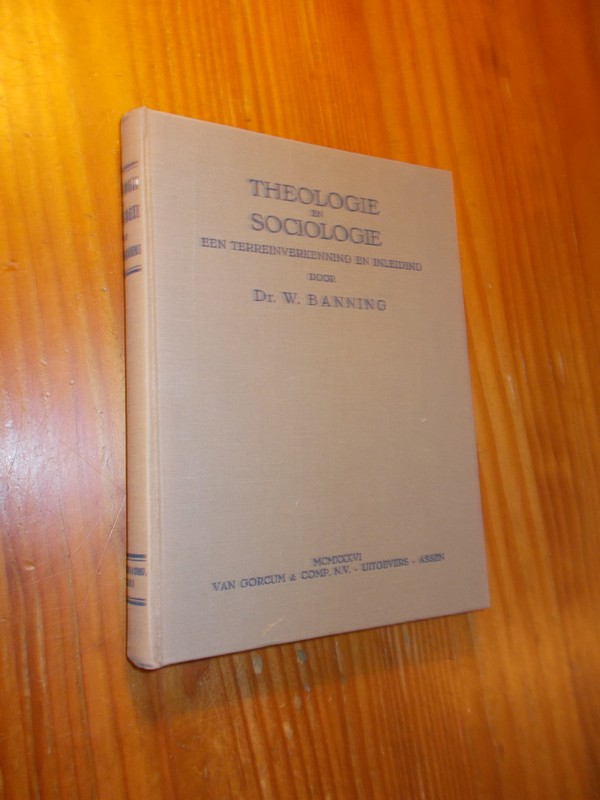 THEOLOGIE
EN
SOCIOLOGIE
EEN TERREINVERKENNING EN INLEIDING
DOOR
Dr. W. BANNING
MCMXXXVI
VAN GORCUM & COMP. N.V. - UITGEVERS - ASSEN